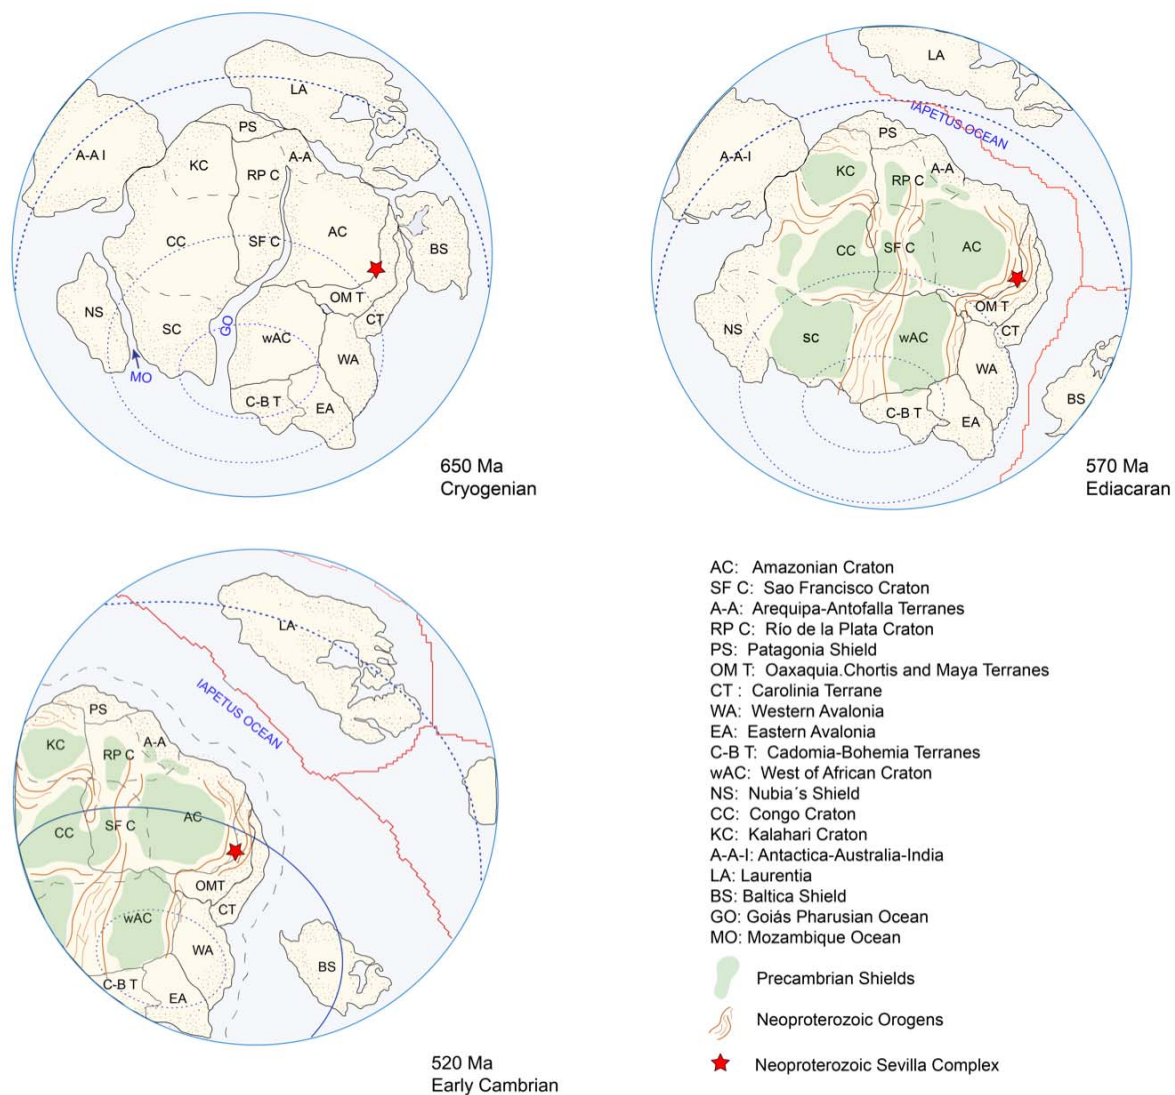 LA
PS
A-A I
KC
RP C
A-A
CC
SF C
AC
BS
NS
SC
GO
OM T
CT
wAC
WA
MO
C-B T
EA
650 Ma
Cryogenian
LA
IAPETUS OCEAN
PS
A-A-I
KC
RP C
A-A
CC
SF C
AC
NS
OM T
CT
sc
wAC
WA
BS
C-B T
EA
570 Ma
Ediacaran
LA
IAPETUS OCEAN
PS
KC
RP C
A-A
CC
SF C
AC
OMT
CT
wAC
WA
BS
C-B T
EA
520 Ma
Early Cambrian
AC: Amazonian Craton
SF C: Sao Francisco Craton
A-A: Arequipa-Antofalla Terranes
RP C: Río de la Plata Craton
PS: Patagonia Shield
OM T: Oaxaquia.Chortis and Maya Terranes
CT : Carolinia Terrane
WA: Western Avalonia
EA: Eastern Avalonia
C-B T: Cadomia-Bohemia Terranes
wAC: West of African Craton
NS: Nubia´s Shield
CC: Congo Craton
KC: Kalahari Craton
A-A-I: Antactica-Australia-India
LA: Laurentia
BS: Baltica Shield
GO: Goiás Pharusian Ocean
MO: Mozambique Ocean
Precambrian Shields
Neoproterozoic Orogens
Neoproterozoic Sevilla Complex